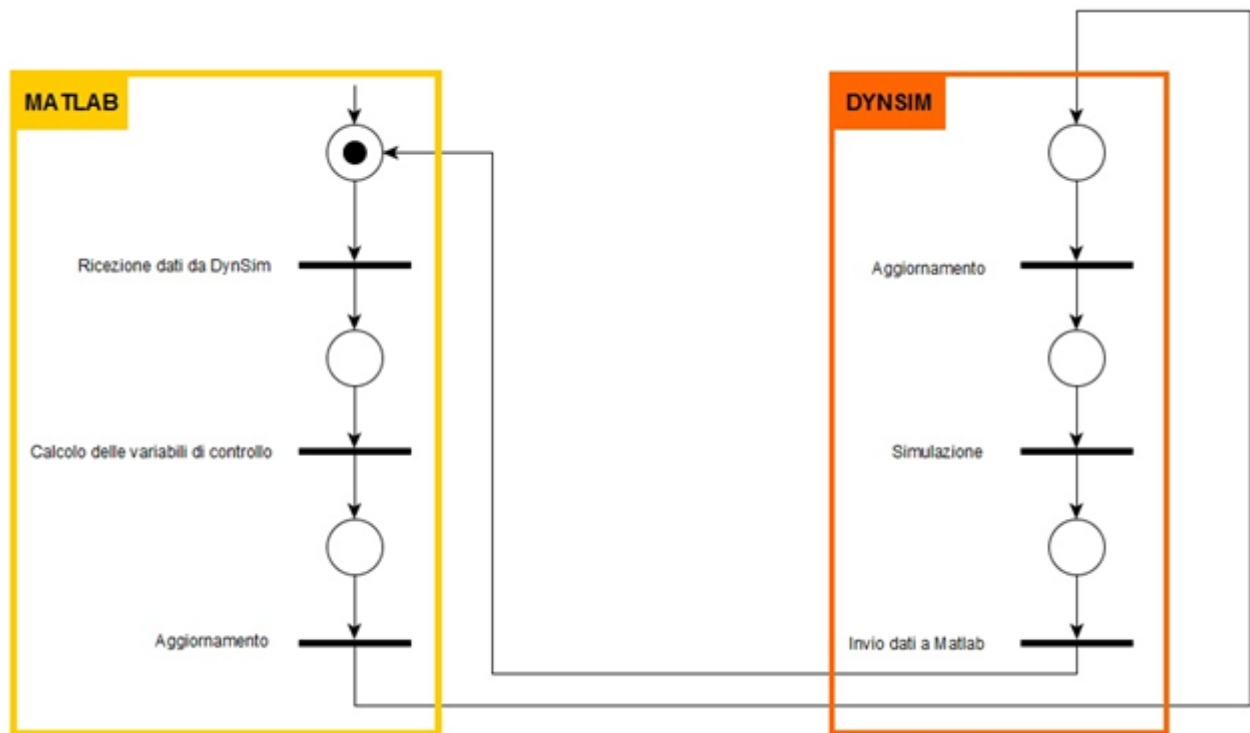 MATLAB
Ricezione dati da DynSim
Calcolo delle variabili di controllo
Aggiornamento
DYNSIM
Aggiornamento
Simulazione
Invio dati a Matlab